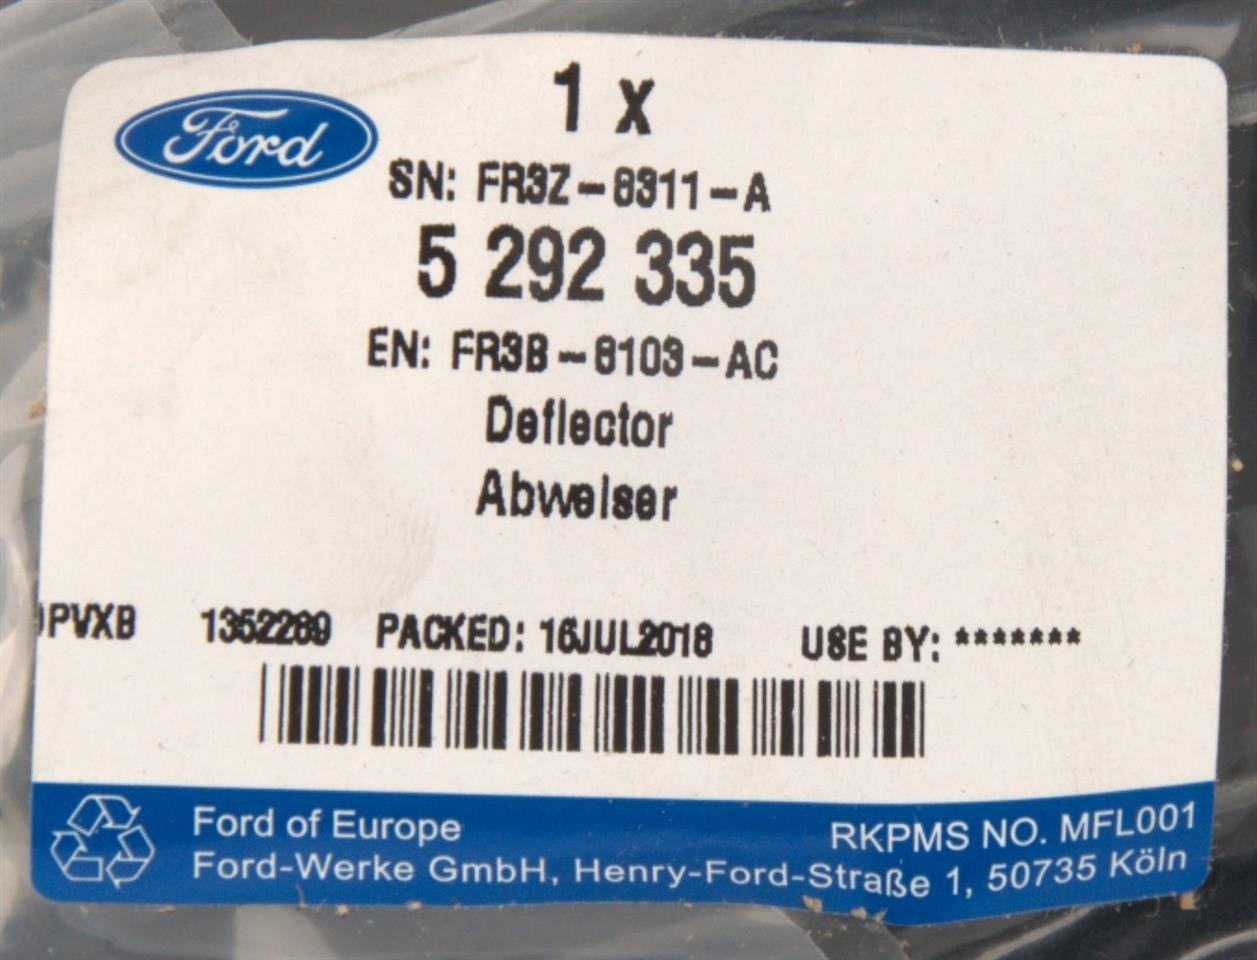 Ford
1 x
SN: FR3Z-8311-A
5 292 335
EN: FR3B-8103-AC
Deflector
Abweiser
PVXB 1352289 PACKED: 16JUL2018 USE BY: *******
Ford of Europe RKPMS NO. MFL001
Ford-Werke GmbH, Henry-Ford-Straße 1, 50735 Köln